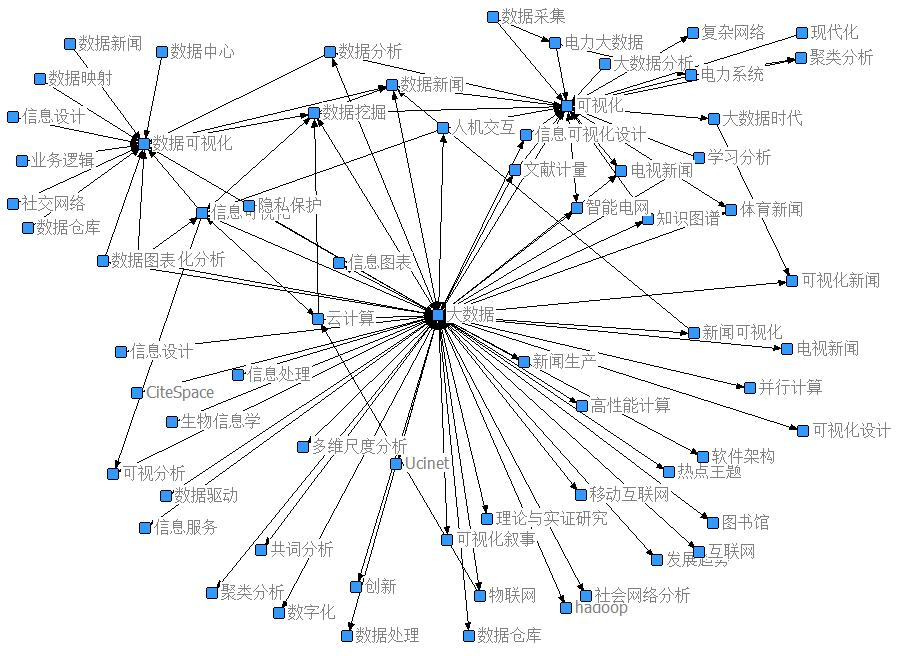 数据采集
复杂网络
现代化
数据新闻
电力大数据
数据中心
数据分析
聚类分析
大数据分析
电力系统
数据映射
数据新闻
可视化
信息设计
数据挖掘
大数据时代
人机交互
信息可视化设计
数据可视化
学习分析
业务逻辑
文献计量
电视新闻
社交网络
隐私保护
信息可视化
智能电网
知识图谱
体育新闻
数据仓库
数据图表
化分析
信息图表
可视化新闻
大数据
云计算
新闻可视化
电视新闻
信息设计
新闻生产
信息处理
并行计算
CiteSpace
高性能计算
生物信息学
可视化设计
多维尺度分析
软件架构
Ucinet
热点主题
可视分析
数据驱动
移动互联网
理论与实证研究
图书馆
信息服务
可视化叙事
共词分析
互联网
发展趋势
创新
聚类分析
物联网
社会网络分析
hadoop
数字化
数据处理
数据仓库